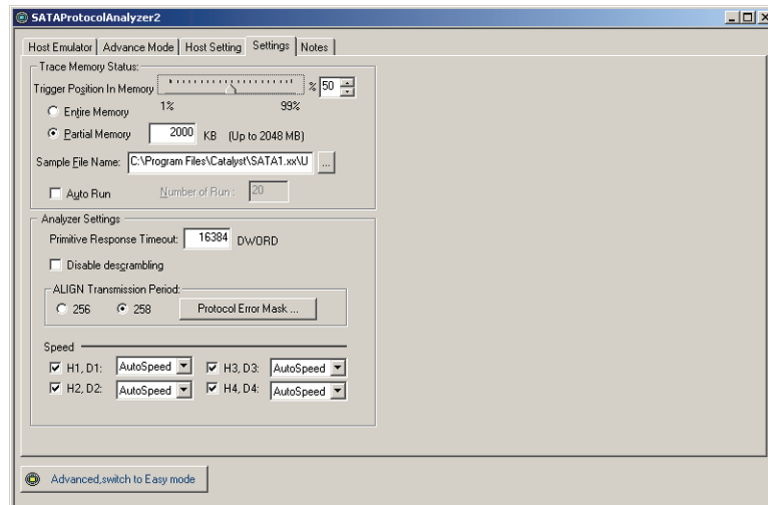 SATAProtocolAnalyzer2
Host Emulator Advance Mode Host Setting Settings Notes
Trace Memory Status:
Trigger Position In Memory % 50
1% 99%
Entire Memory
Partial Memory 2000 KB (Up to 2048 MB)
Sample File Name: C:\Program Files\Catalyst\SATA1.xx\U ...
Auto Run Number of Run : 20
Analyzer Settings
Primitive Response Timeout: 16384 DWORD
Disable descrambling
ALIGN Transmission Period:
256 258 Protocol Error Mask ...
Speed
H1, D1: AutoSpeed H3, D3: AutoSpeed
H2, D2: AutoSpeed H4, D4: AutoSpeed
Advanced,switch to Easy mode